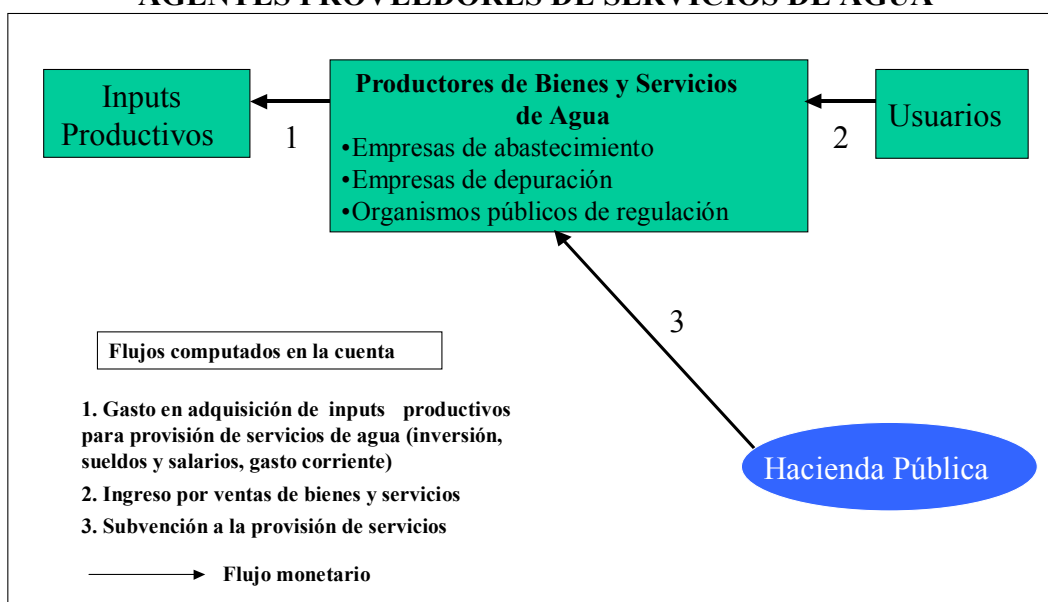 AGENTES PROVEEDORES DE SERVICIOS DE AGUA
Inputs
Productivos
1
Productores de Bienes y Servicios
de Agua
•Empresas de abastecimiento
•Empresas de depuración
•Organismos públicos de regulación
2
Usuarios
3
Hacienda Pública
Flujos computados en la cuenta
1. Gasto en adquisición de inputs productivos
para provisión de servicios de agua (inversión,
sueldos y salarios, gasto corriente)
2. Ingreso por ventas de bienes y servicios
3. Subvención a la provisión de servicios
Flujo monetario